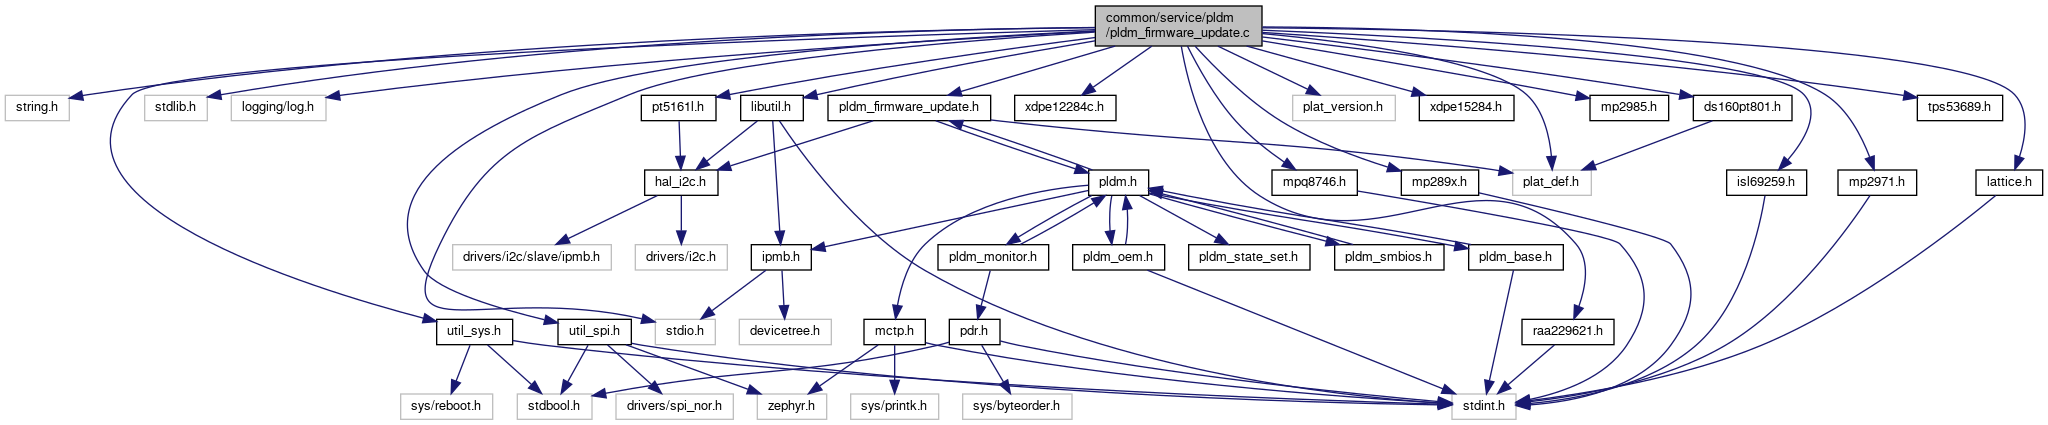 common/service/pldm
/pldm_firmware_update.c
string.h
stdlib.h
logging/log.h
pt5161l.h
libutil.h
pldm_firmware_update.h
xdpe12284c.h
plat_version.h
xdpe15284.h
mp2985.h
ds160pt801.h
tps53689.h
hal_i2c.h
pldm.h
mpq8746.h
mp289x.h
plat_def.h
isl69259.h
mp2971.h
lattice.h
drivers/i2c/slave/ipmb.h
drivers/i2c.h
ipmb.h
pldm_monitor.h
pldm_oem.h
pldm_state_set.h
pldm_smbios.h
pldm_base.h
util_sys.h
util_spi.h
stdio.h
devicetree.h
mctp.h
pdr.h
raa229621.h
sys/reboot.h
stdbool.h
drivers/spi_nor.h
zephyr.h
sys/printk.h
sys/byteorder.h
stdint.h